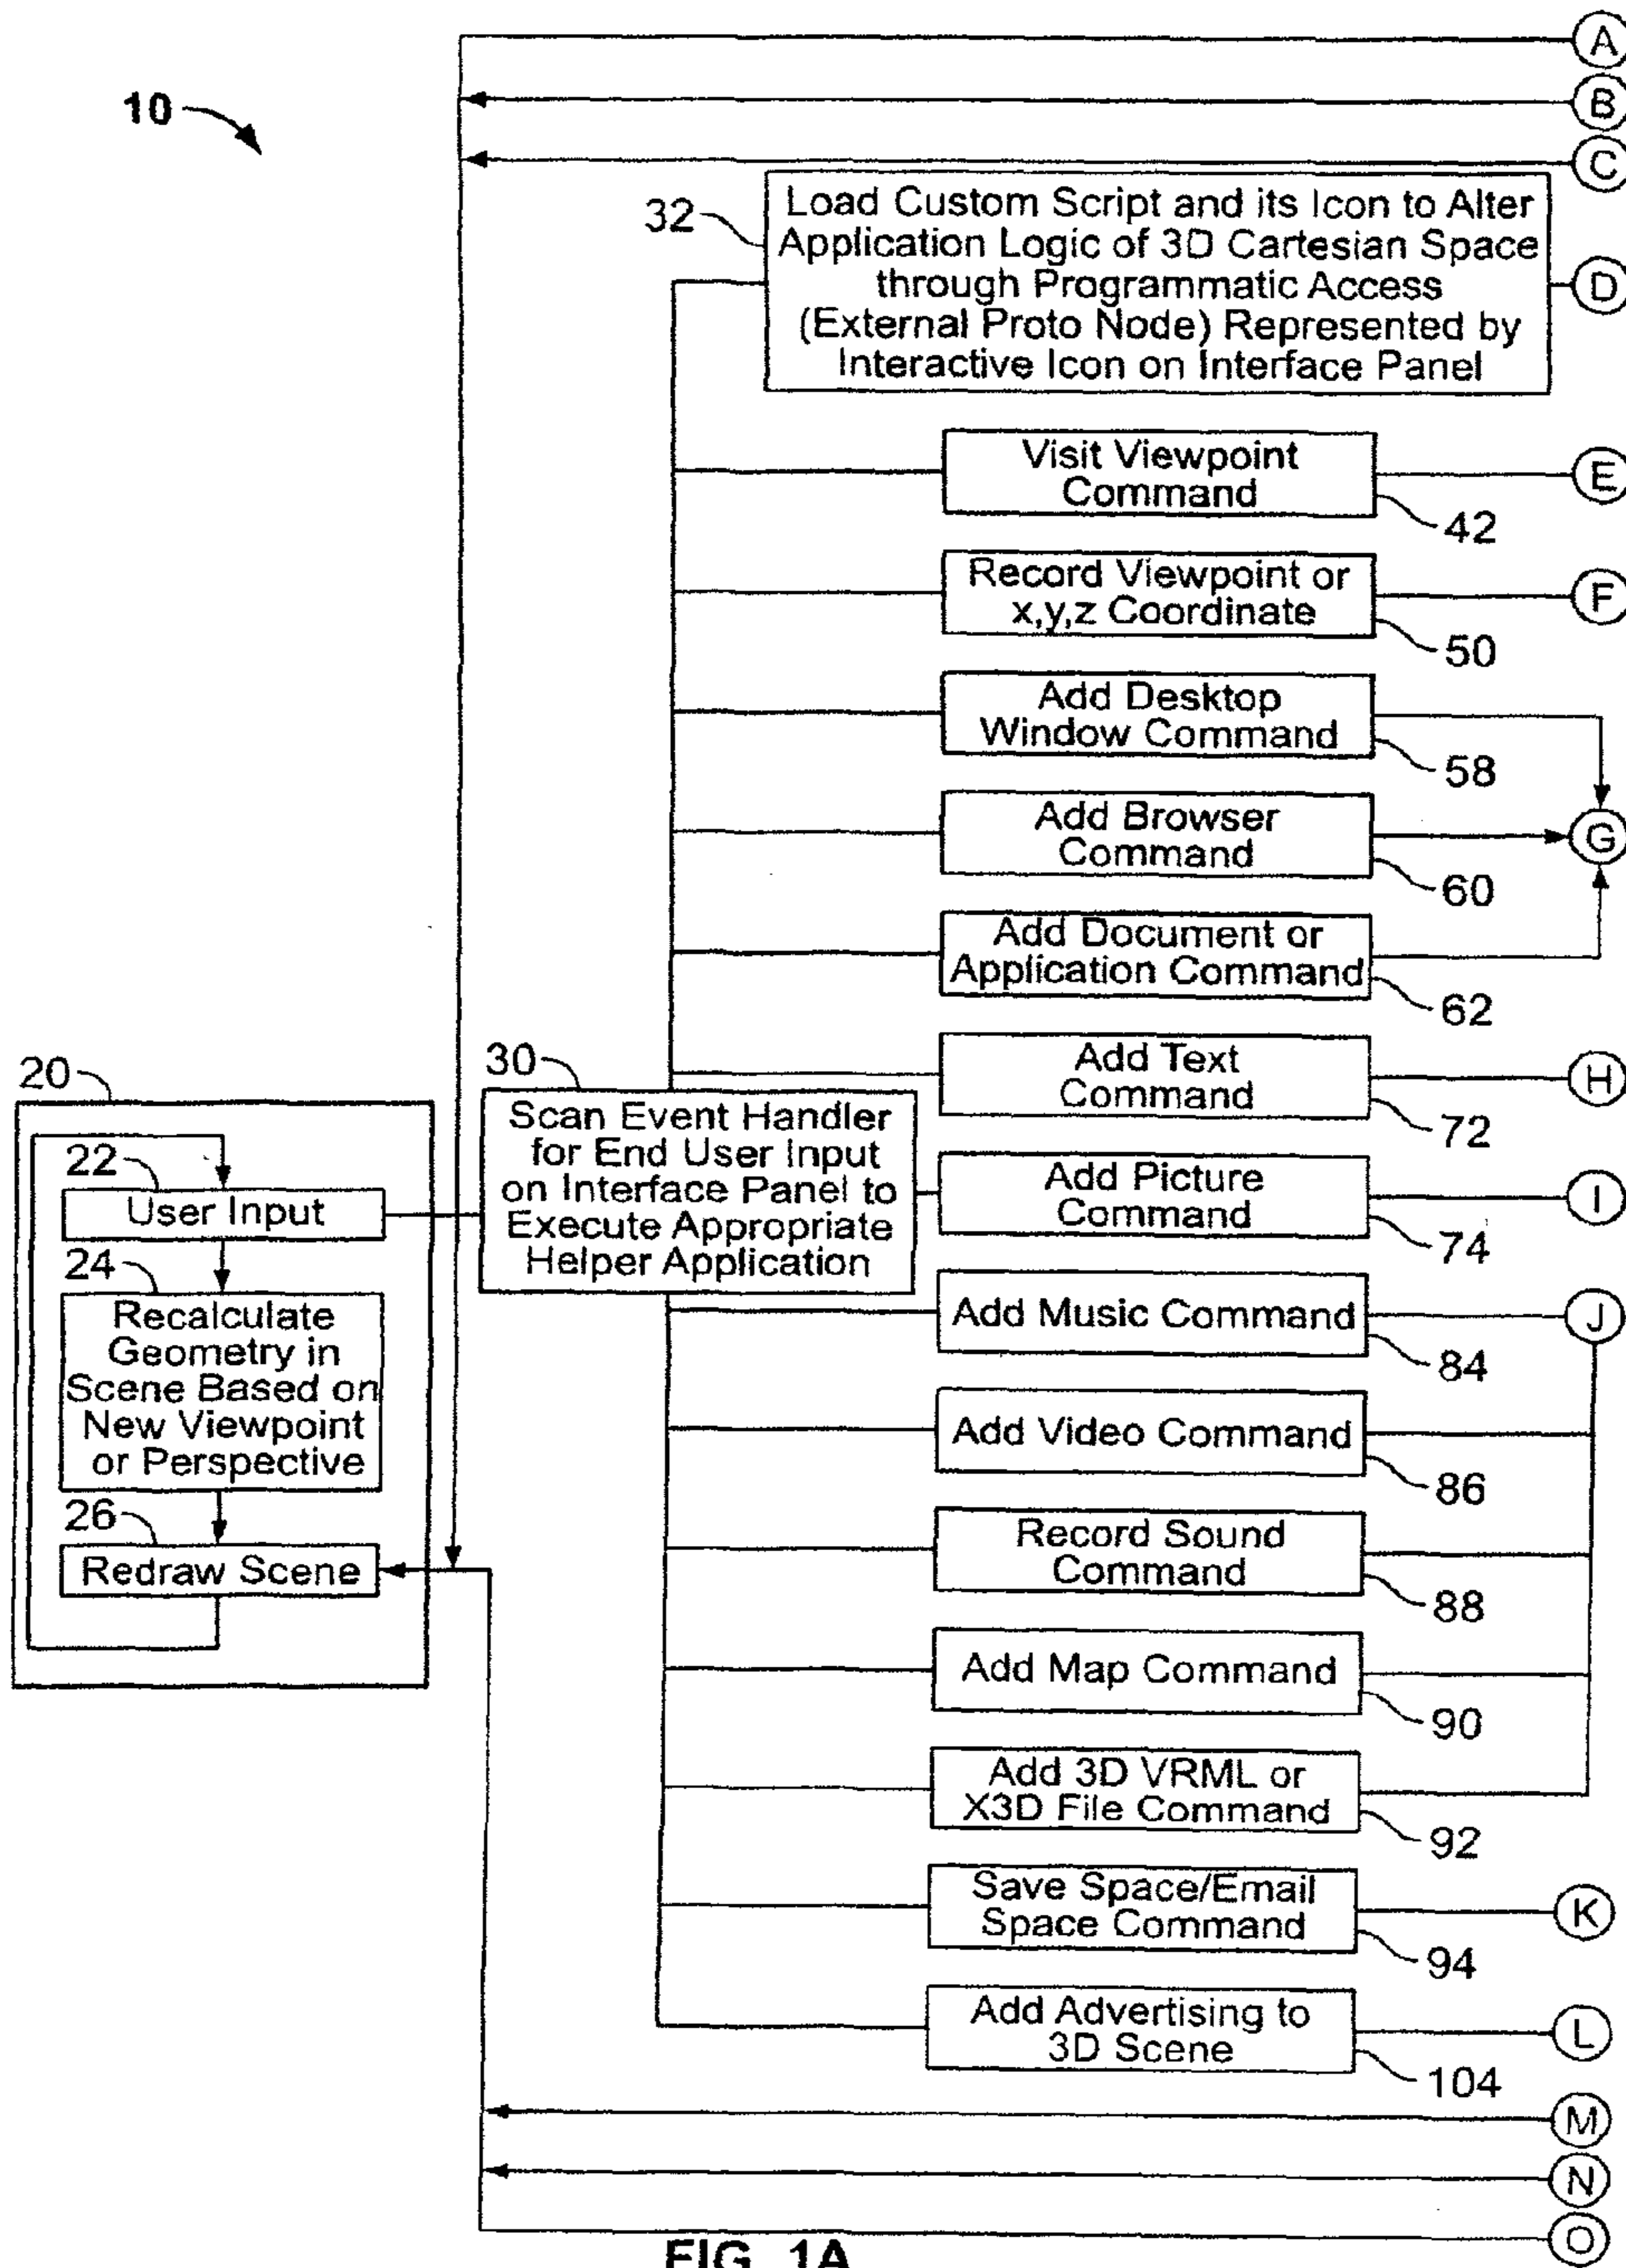 A
10
B
C
32
Load Custom Script and its Icon to Alter
Application Logic of 3D Cartesian Space
through Programmatic Access
(External Proto Node) Represented by
Interactive Icon on Interface Panel
D
Visit Viewpoint
Command
E
42
Record Viewpoint or
x,y,z Coordinate
F
50
Add Desktop
Window Command
58
Add Browser
Command
G
60
Add Document or
Application Command
62
20
30
Scan Event Handler
for End User Input
on Interface Panel to
Execute Appropriate
Helper Application
Add Text
Command
H
72
22
User Input
Add Picture
Command
I
74
24
Recalculate
Geometry in
Scene Based on
New Viewpoint
or Perspective
Add Music Command
J
84
Add Video Command
86
26
Redraw Scene
Record Sound
Command
88
Add Map Command
90
Add 3D VRML or
X3D File Command
92
Save Space/Email
Space Command
K
94
Add Advertising to
3D Scene
L
104
M
N
O
FIG. 1A